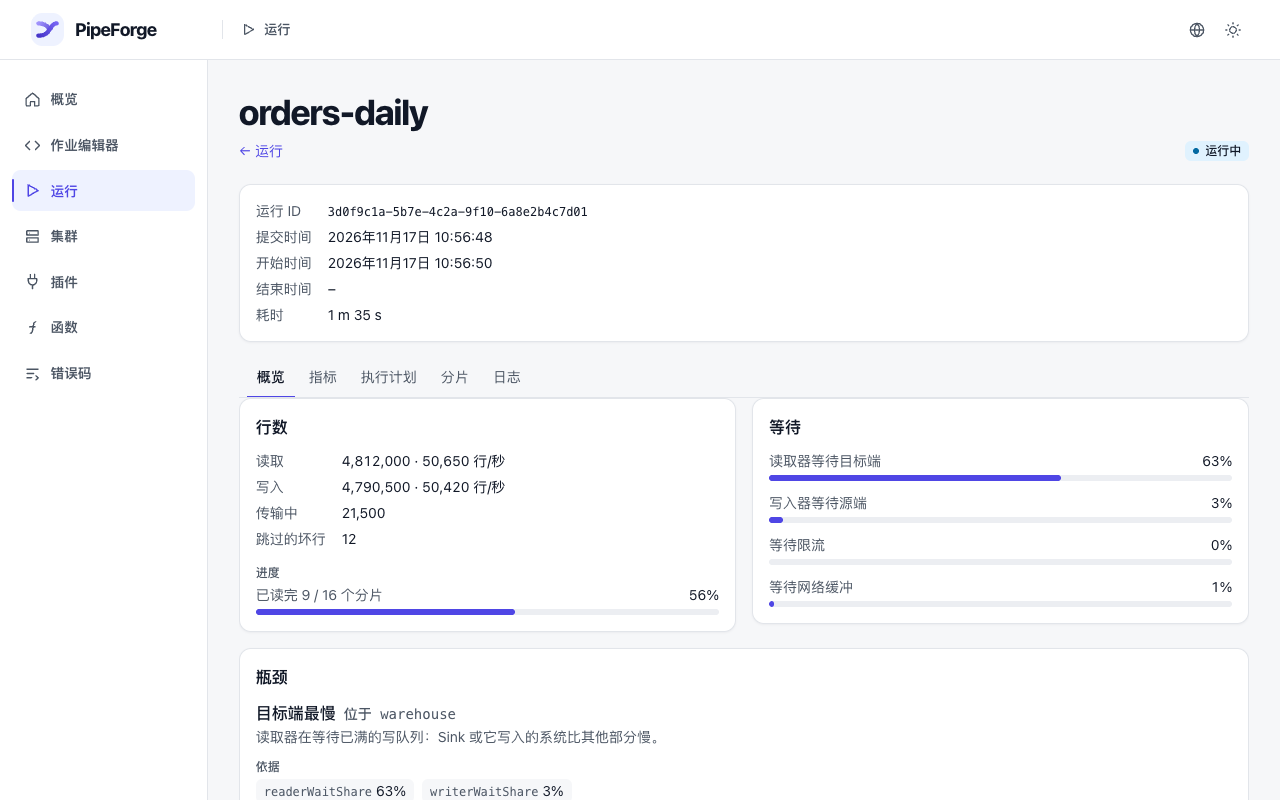 PipeForge
运行
概览
作业编辑器
运行
集群
插件
函数
错误码
orders-daily
← 运行
运行中
运行 ID 3d0f9c1a-5b7e-4c2a-9f10-6a8e2b4c7d01
提交时间 2026年11月17日 10:56:48
开始时间 2026年11月17日 10:56:50
结束时间 –
耗时 1 m 35 s
概览 指标 执行计划 分片 日志
行数
读取 4,812,000 · 50,650 行/秒
写入 4,790,500 · 50,420 行/秒
传输中 21,500
跳过的坏行 12
进度
已读完 9 / 16 个分片 56%
等待
读取器等待目标端 63%
写入器等待源端 3%
等待限流 0%
等待网络缓冲 1%
瓶颈
目标端最慢 位于 warehouse
读取器在等待已满的写队列：Sink 或它写入的系统比其他部分慢。
依据
readerWaitShare 63% writerWaitShare 3%